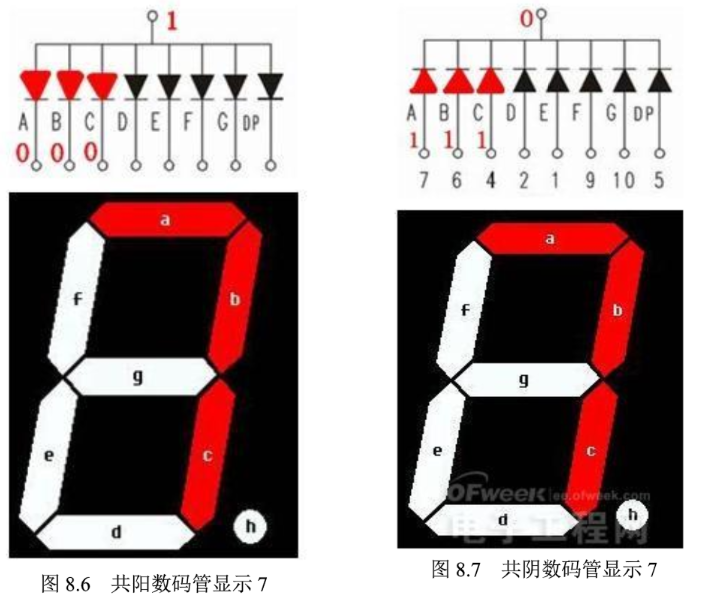 1
A B C D E F G DP
0 0 0
a
f
b
g
e
c
d
h
图 8.6 共阳数码管显示 7
0
A B C D E F G DP
1 1 1
7 6 4 2 1 9 10 5
a
f
b
g
e
c
OFweek ee.ofweek.com
电子工程网
d
h
图 8.7 共阴数码管显示 7